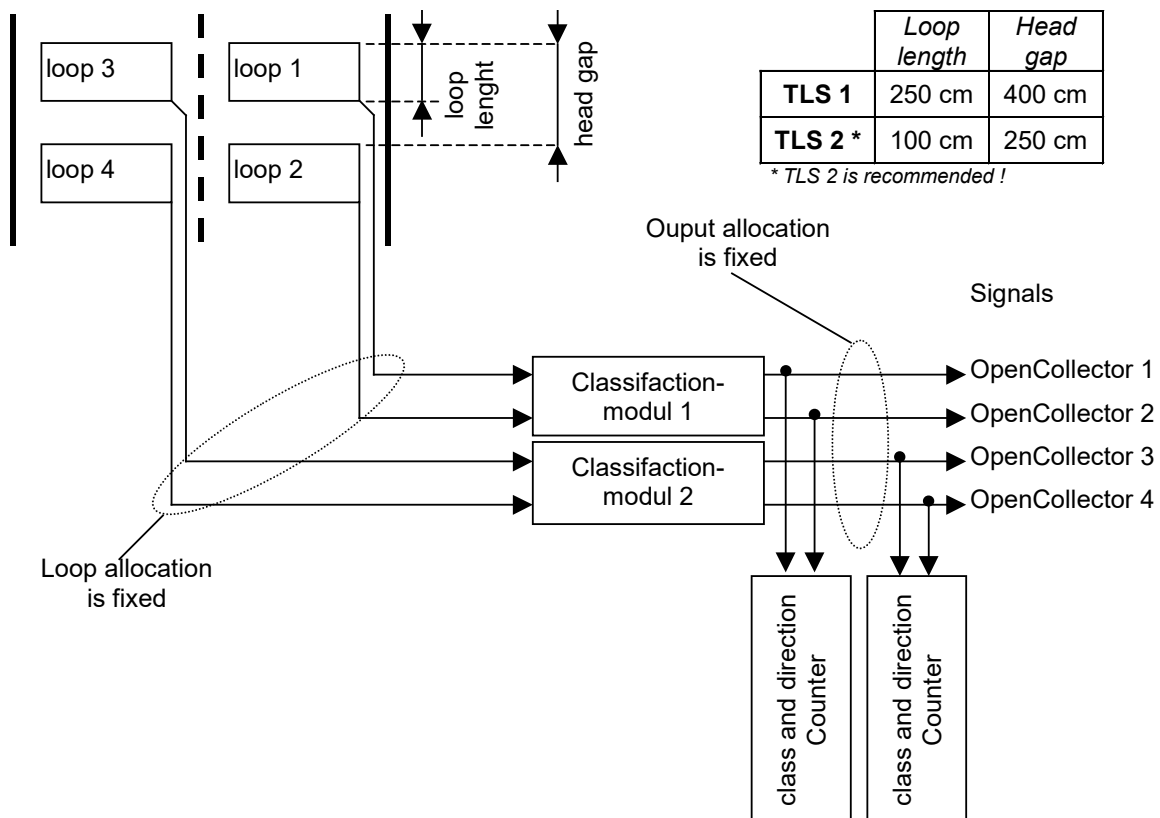 loop 3
loop 1
loop 4
loop 2
loop
lenght
head gap
Loop
length
Head
gap
TLS 1
250 cm
400 cm
TLS 2 *
100 cm
250 cm
* TLS 2 is recommended !
Ouput allocation
is fixed
Signals
Classifaction-
modul 1
Classifaction-
modul 2
OpenCollector 1
OpenCollector 2
OpenCollector 3
OpenCollector 4
Loop allocation
is fixed
class and direction
Counter
class and direction
Counter